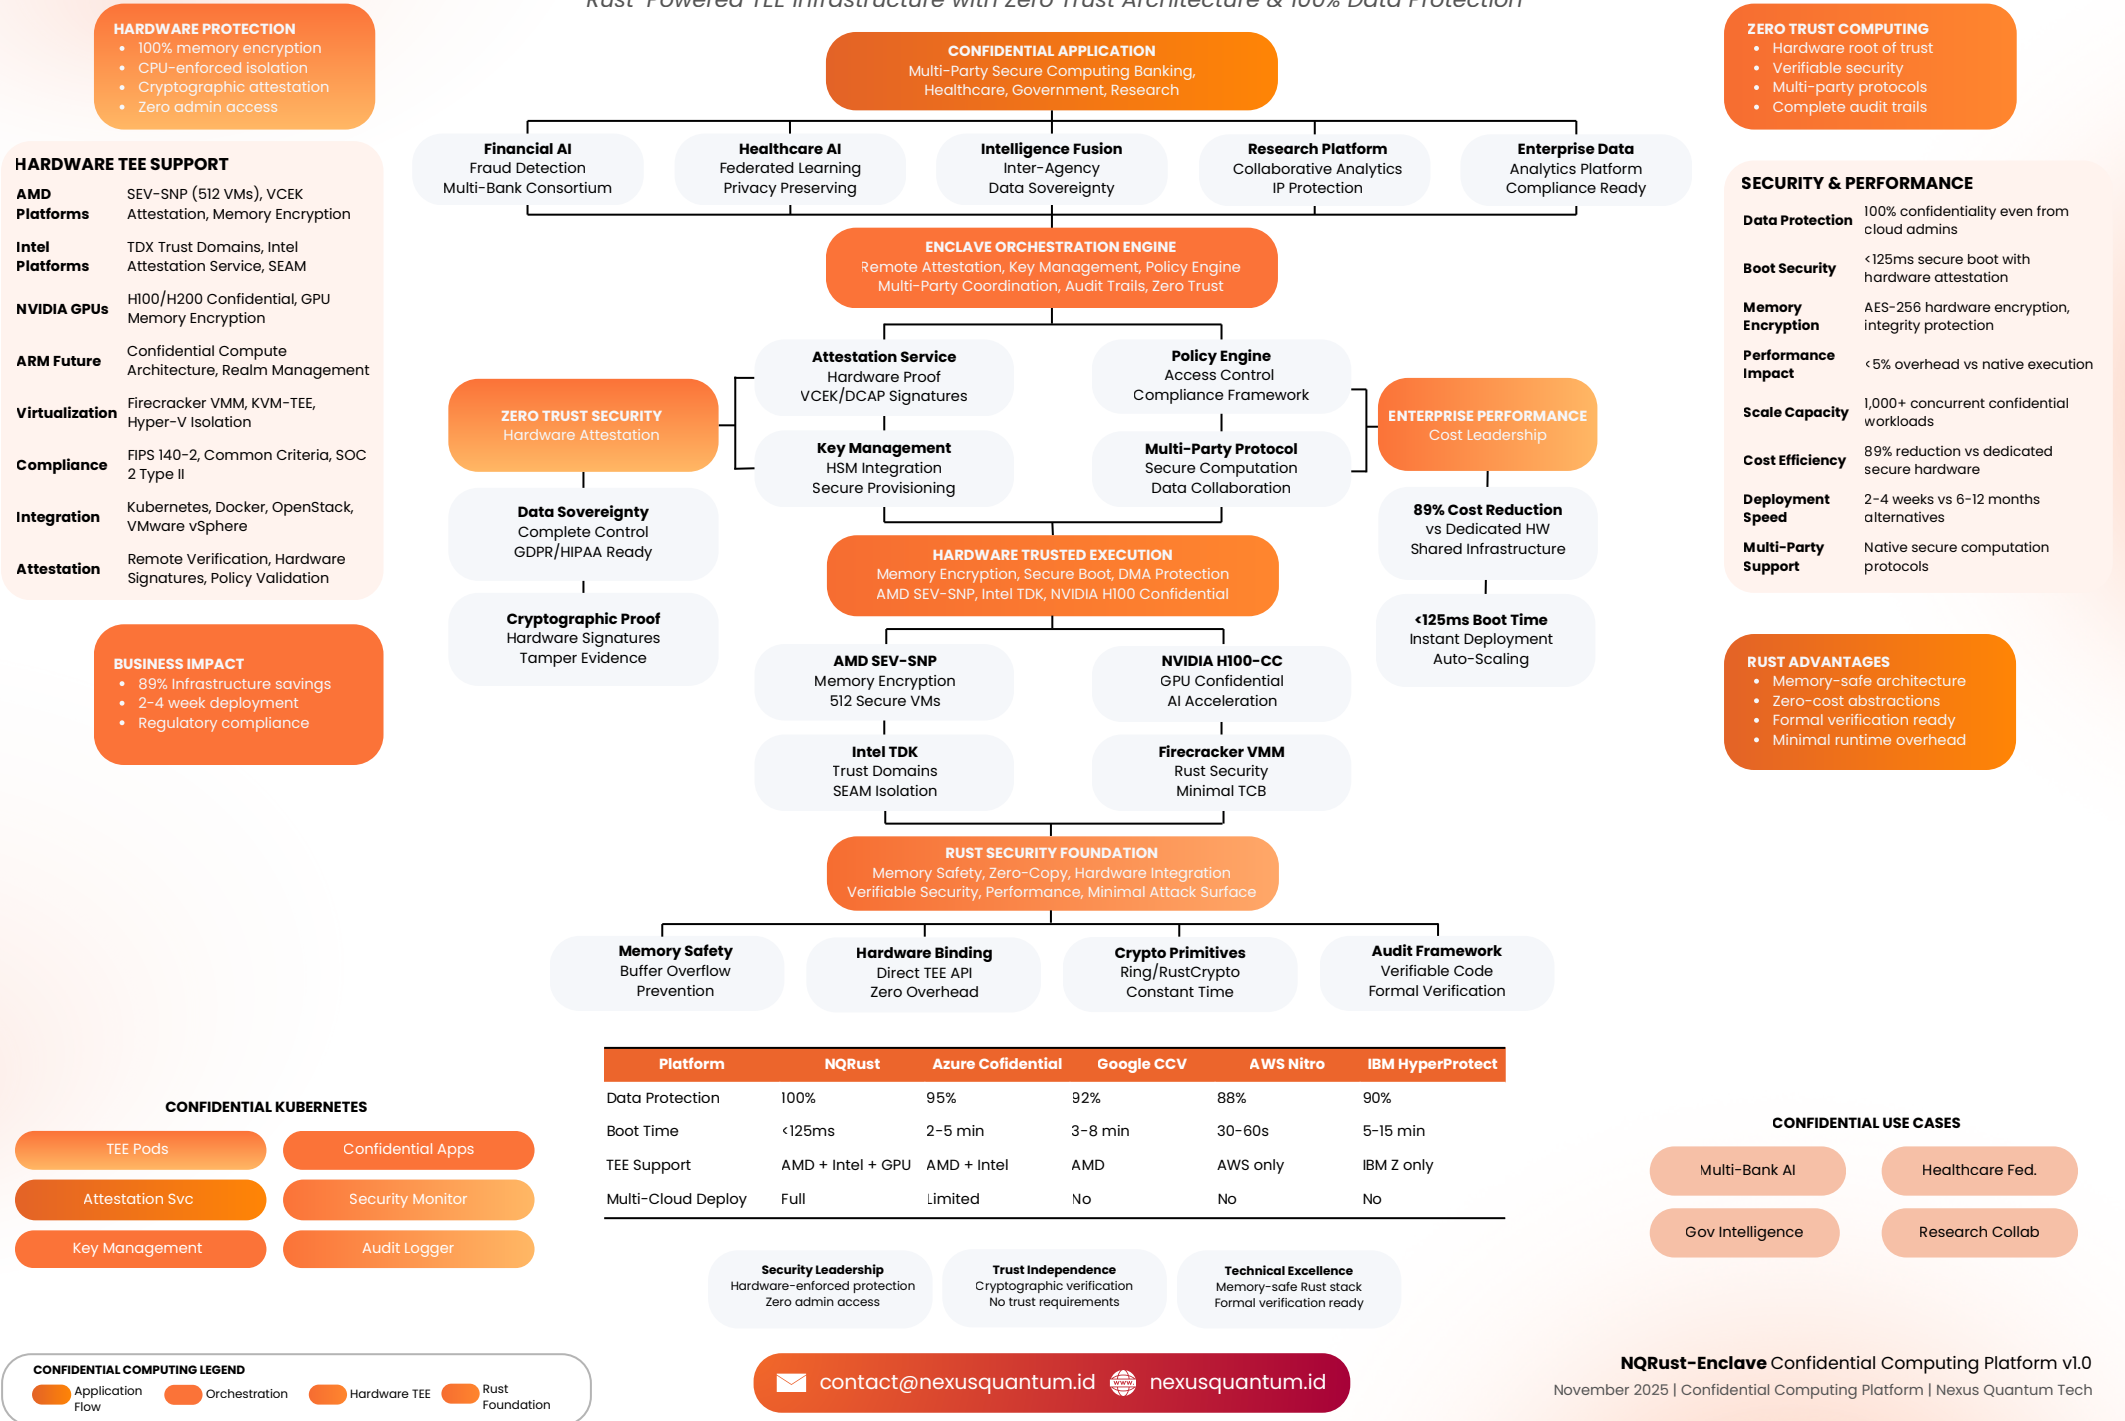 Rust-Powered TEE Infrastructure with Zero Trust Architecture & 100% Data Protection
HARDWARE PROTECTION
• 100% memory encryption
• CPU-enforced isolation
• Cryptographic attestation
• Zero admin access
HARDWARE TEE SUPPORT
AMD Platforms
SEV-SNP (512 VMs), VCEK
Attestation, Memory Encryption
Intel Platforms
TDX Trust Domains, Intel
Attestation Service, SEAM
NVIDIA GPUs
H100/H200 Confidential, GPU
Memory Encryption
ARM Future
Confidential Compute
Architecture, Realm Management
Virtualization
Firecracker VMM, KVM-TEE,
Hyper-V Isolation
Compliance
FIPS 140-2, Common Criteria, SOC
2 Type II
Integration
Kubernetes, Docker, OpenStack,
VMware vSphere
Attestation
Remote Verification, Hardware
Signatures, Policy Validation
BUSINESS IMPACT
• 89% Infrastructure savings
• 2-4 week deployment
• Regulatory compliance
CONFIDENTIAL APPLICATION
Multi-Party Secure Computing Banking,
Healthcare, Government, Research
Financial AI
Fraud Detection
Multi-Bank Consortium
Healthcare AI
Federated Learning
Privacy Preserving
Intelligence Fusion
Inter-Agency
Data Sovereignty
Research Platform
Collaborative Analytics
IP Protection
Enterprise Data
Analytics Platform
Compliance Ready
ENCLAVE ORCHESTRATION ENGINE
Remote Attestation, Key Management, Policy Engine
Multi-Party Coordination, Audit Trails, Zero Trust
Attestation Service
Hardware Proof
VCEK/DCAP Signatures
Policy Engine
Access Control
Compliance Framework
Key Management
HSM Integration
Secure Provisioning
Multi-Party Protocol
Secure Computation
Data Collaboration
ZERO TRUST SECURITY
Hardware Attestation
Data Sovereignty
Complete Control
GDPR/HIPAA Ready
Cryptographic Proof
Hardware Signatures
Tamper Evidence
ENTERPRISE PERFORMANCE
Cost Leadership
89% Cost Reduction
vs Dedicated HW
Shared Infrastructure
<125ms Boot Time
Instant Deployment
Auto-Scaling
HARDWARE TRUSTED EXECUTION
Memory Encryption, Secure Boot, DMA Protection
AMD SEV-SNP, Intel TDK, NVIDIA H100 Confidential
AMD SEV-SNP
Memory Encryption
512 Secure VMs
NVIDIA H100-CC
GPU Confidential
AI Acceleration
Intel TDK
Trust Domains
SEAM Isolation
Firecracker VMM
Rust Security
Minimal TCB
RUST SECURITY FOUNDATION
Memory Safety, Zero-Copy, Hardware Integration
Verifiable Security, Performance, Minimal Attack Surface
Memory Safety
Buffer Overflow
Prevention
Hardware Binding
Direct TEE API
Zero Overhead
Crypto Primitives
Ring/RustCrypto
Constant Time
Audit Framework
Verifiable Code
Formal Verification
ZERO TRUST COMPUTING
• Hardware root of trust
• Verifiable security
• Multi-party protocols
• Complete audit trails
SECURITY & PERFORMANCE
Data Protection
100% confidentiality even from
cloud admins
Boot Security
<125ms secure boot with
hardware attestation
Memory Encryption
AES-256 hardware encryption,
integrity protection
Performance Impact
<5% overhead vs native execution
Scale Capacity
1,000+ concurrent confidential
workloads
Cost Efficiency
89% reduction vs dedicated
secure hardware
Deployment Speed
2-4 weeks vs 6-12 months
alternatives
Multi-Party Support
Native secure computation
protocols
RUST ADVANTAGES
• Memory-safe architecture
• Zero-cost abstractions
• Formal verification ready
• Minimal runtime overhead
Platform NQRust Azure Cofidential Google CCV AWS Nitro IBM HyperProtect
Data Protection 100% 95% 92% 88% 90%
Boot Time <125ms 2-5 min 3-8 min 30-60s 5-15 min
TEE Support AMD + Intel + GPU AMD + Intel AMD AWS only IBM Z only
Multi-Cloud Deploy Full Limited No No No
CONFIDENTIAL KUBERNETES
TEE Pods
Confidential Apps
Attestation Svc
Security Monitor
Key Management
Audit Logger
CONFIDENTIAL USE CASES
Multi-Bank AI
Healthcare Fed.
Gov Intelligence
Research Collab
Security Leadership
Hardware-enforced protection
Zero admin access
Trust Independence
Cryptographic verification
No trust requirements
Technical Excellence
Memory-safe Rust stack
Formal verification ready
CONFIDENTIAL COMPUTING LEGEND
Application
Flow
Orchestration
Hardware TEE
Rust
Foundation
contact@nexusquantum.id
www.
nexusquantum.id
NQRust-Enclave Confidential Computing Platform v1.0
November 2025 | Confidential Computing Platform | Nexus Quantum Tech